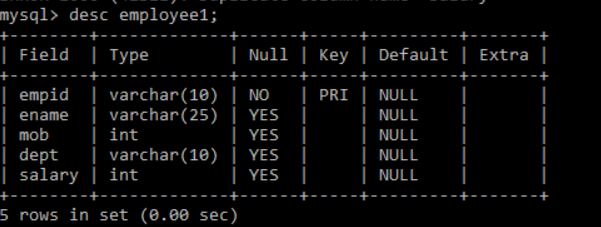 mysql> desc employee1;
+--------+-------------+------+-----+---------+-------+
| Field  | Type        | Null | Key | Default | Extra |
+--------+-------------+------+-----+---------+-------+
| empid  | varchar(10) | NO   | PRI | NULL    |       |
| ename  | varchar(25) | YES  |     | NULL    |       |
| mob    | int         | YES  |     | NULL    |       |
| dept   | varchar(10) | YES  |     | NULL    |       |
| salary | int         | YES  |     | NULL    |       |
+--------+-------------+------+-----+---------+-------+
5 rows in set (0.00 sec)